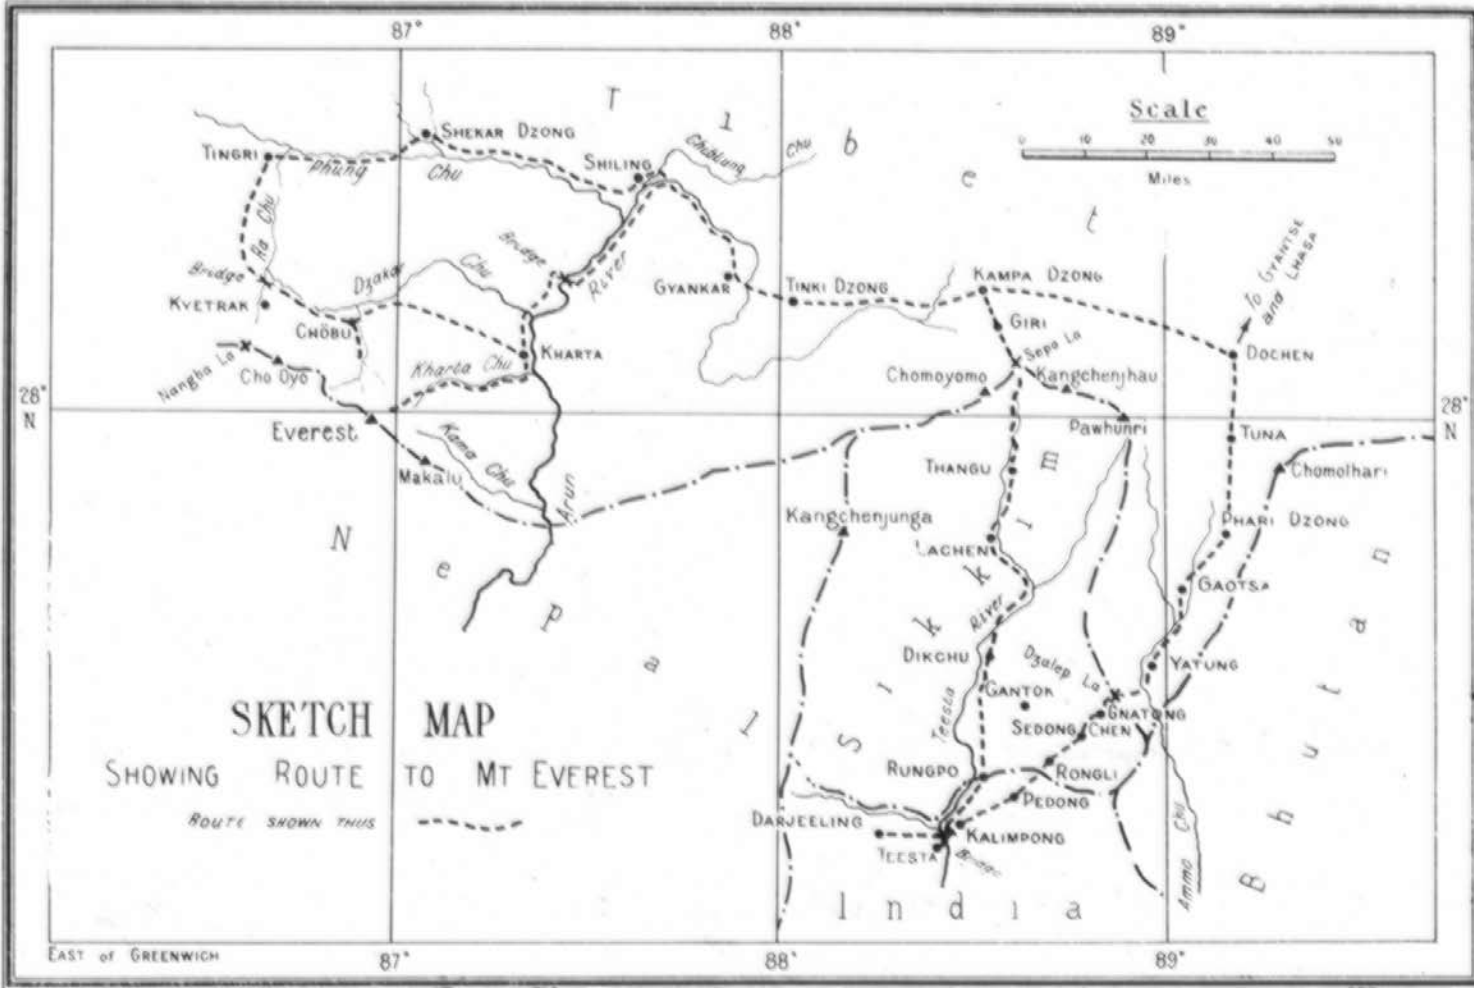 87° 88° 89°
T i b e t
Scale
0 10 20 30 40 50
Miles
SHEKAR DZONG
TINGRI
Phung Chu
SHILING
Chiblung Chu
Ra Chu
Bridge
Dzakar Chu
Bridge
River
To GYANTSE
and LHASA
KYETRAK
CHÖBU
GYANKAR
TINKI DZONG
KAMPA DZONG
GIRI
Sepo La
DOCHEN
Nangba La
Cho Oyo
Kharta Chu
KHARTA
Chomoyomo
Kangchenjhau
28°
N
28°
N
Everest
Pawhunri
TUNA
Kama Chu
Makalu
Arun
THANGU
Chomolhari
Kangchenjunga
LACHEN
PHARI DZONG
GAOTSA
N e p a l
S i k k i m
B h u t a n
River
Teesta
DIKCHU
Dzalep La
YATUNG
GANTOK
GNATONG
SEDONGCHEN
SKETCH MAP
SHOWING ROUTE TO MT EVEREST
ROUTE SHOWN THUS
RUNGPO
RONGLI
PEDONG
DARJEELING
KALIMPONG
TEESTA
Bridge
Ammo Chu
India
EAST of GREENWICH
87° 88° 89°